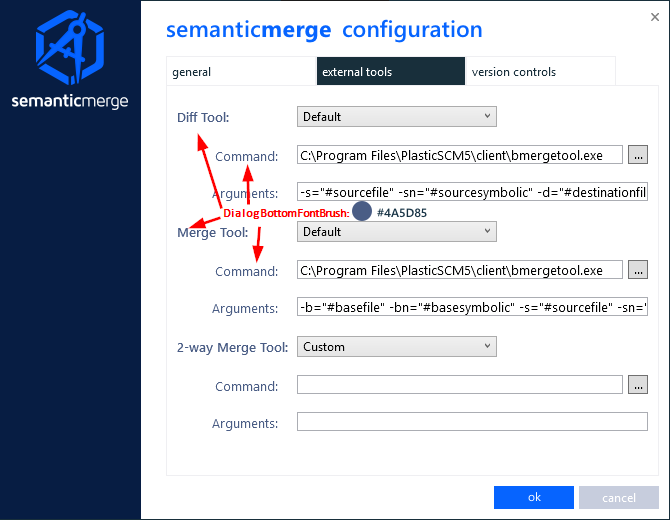 semanticmerge configuration
semanticmerge
general
external tools
version controls
Diff Tool:
Default
Command:
C:\Program Files\PlasticSCM5\client\bmergetool.exe
...
Arguments:
-s="#sourcefile" -sn="#sourcesymbolic" -d="#destinationfil
DialogBottomFontBrush:
#4A5D85
Merge Tool:
Default
Command:
C:\Program Files\PlasticSCM5\client\bmergetool.exe
...
Arguments:
-b="#basefile" -bn="#basesymbolic" -s="#sourcefile" -sn="
2-way Merge Tool:
Custom
Command:
...
Arguments:
ok
cancel